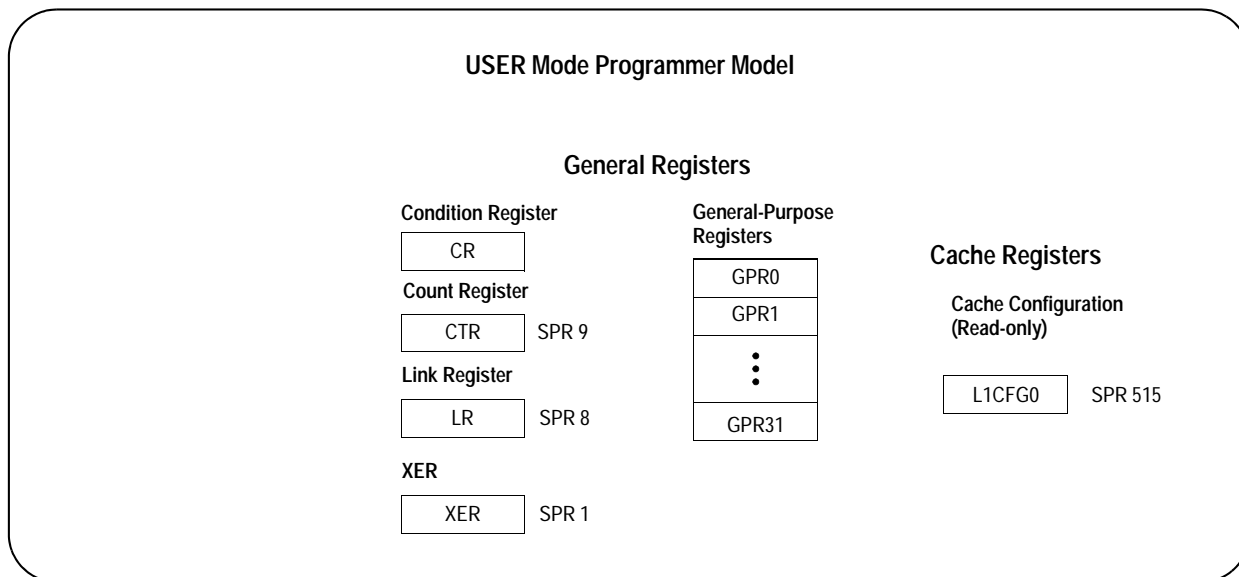 USER Mode Programmer Model
General Registers
Condition Register
CR
Count Register
CTR SPR 9
Link Register
LR SPR 8
XER
XER SPR 1
General-Purpose
Registers
GPR0
GPR1
GPR31
Cache Registers
Cache Configuration
(Read-only)
L1CFG0 SPR 515